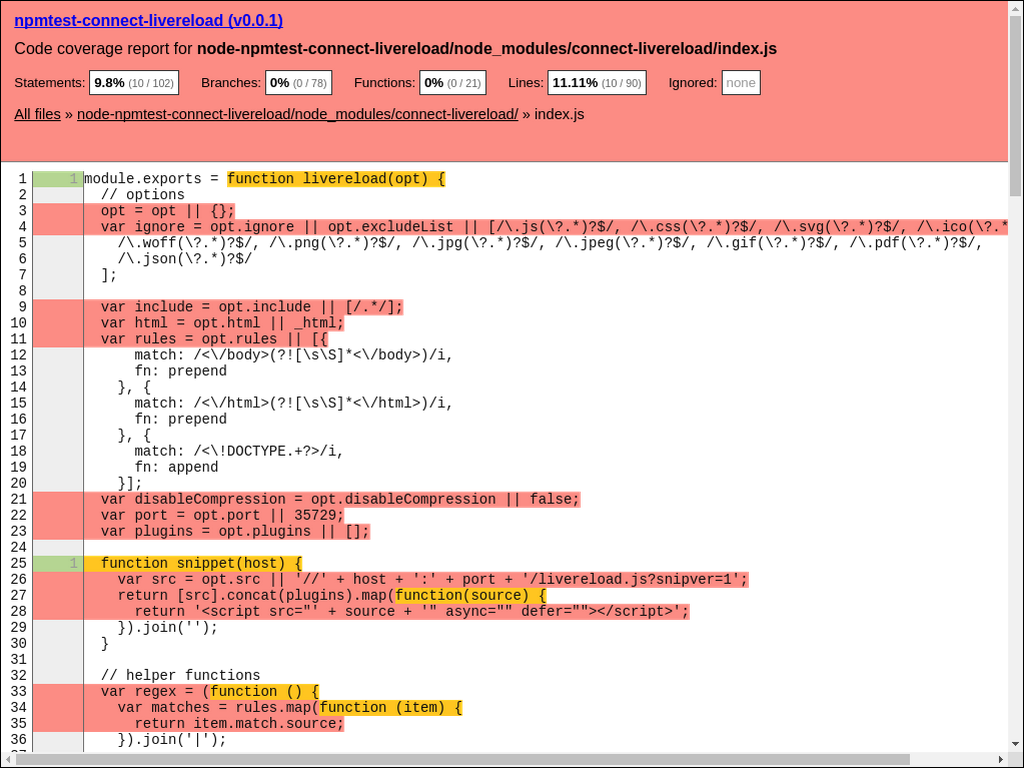 npmtest-connect-livereload (v0.0.1)
Code coverage report for node-npmtest-connect-livereload/node_modules/connect-livereload/index.js
Statements: 9.8% (10 / 102) Branches: 0% (0 / 78) Functions: 0% (0 / 21) Lines: 11.11% (10 / 90) Ignored: none
All files » node-npmtest-connect-livereload/node_modules/connect-livereload/ » index.js
1 1 module.exports = function livereload(opt) {
2 // options
3 opt = opt || {};
4 var ignore = opt.ignore || opt.excludeList || [/\.js(\?.*)?$/, /\.css(\?.*)?$/, /\.svg(\?.*)?$/, /\.ico(\?.*
5 /\.woff(\?.*)?$/, /\.png(\?.*)?$/, /\.jpg(\?.*)?$/, /\.jpeg(\?.*)?$/, /\.gif(\?.*)?$/, /\.pdf(\?.*)?$/,
6 /\.json(\?.*)?$/
7 ];
8
9 var include = opt.include || [/.*/];
10 var html = opt.html || _html;
11 var rules = opt.rules || [{
12 match: /<\/body>(?![\s\S]*<\/body>)/i,
13 fn: prepend
14 }, {
15 match: /<\/html>(?![\s\S]*<\/html>)/i,
16 fn: prepend
17 }, {
18 match: /<\!DOCTYPE.+?>/i,
19 fn: append
20 }];
21 var disableCompression = opt.disableCompression || false;
22 var port = opt.port || 35729;
23 var plugins = opt.plugins || [];
24
25 1 function snippet(host) {
26 var src = opt.src || '//' + host + ':' + port + '/livereload.js?snipver=1';
27 return [src].concat(plugins).map(function(source) {
28 return '<script src="' + source + '" async="" defer=""></script>';
29 }).join('');
30 }
31
32 // helper functions
33 var regex = (function () {
34 var matches = rules.map(function (item) {
35 return item.match.source;
36 }).join('|');